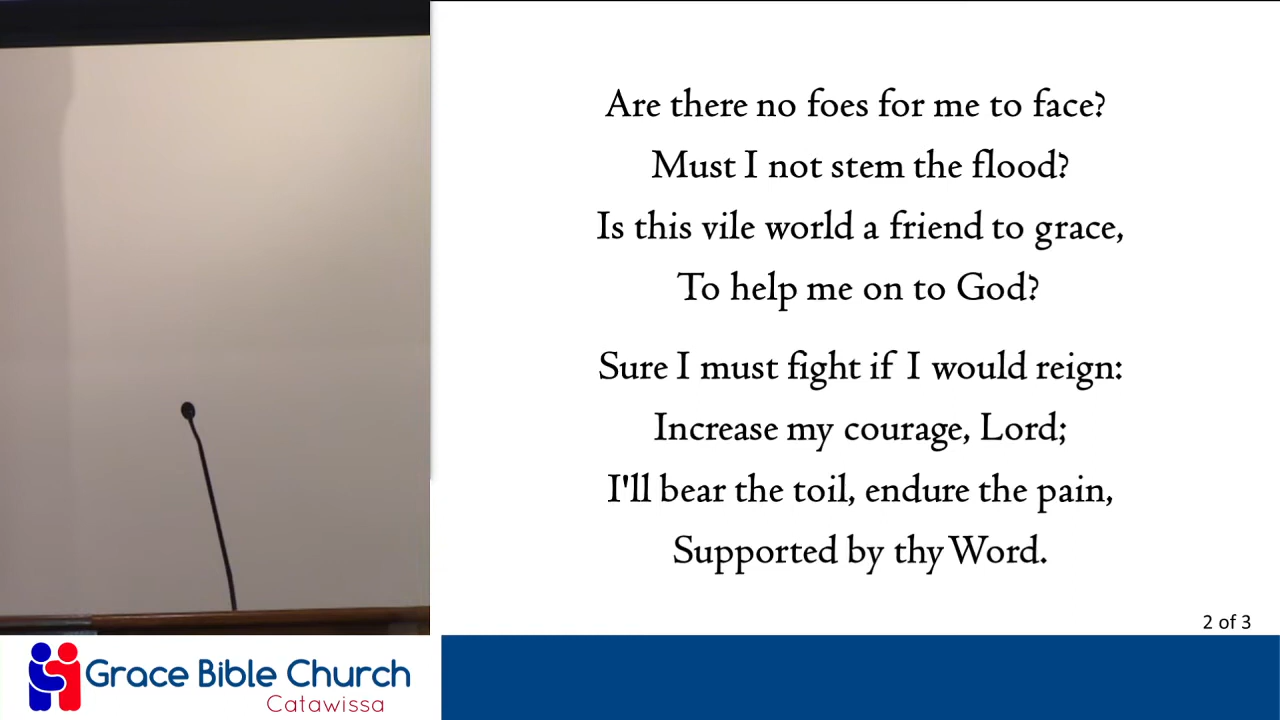 Are there no foes for me to face?
Must I not stem the flood?
Is this vile world a friend to grace,
To help me on to God?
Sure I must fight if I would reign:
Increase my courage, Lord;
I'll bear the toil, endure the pain,
Supported by thy Word.
2 of 3
Grace Bible Church
Catawissa